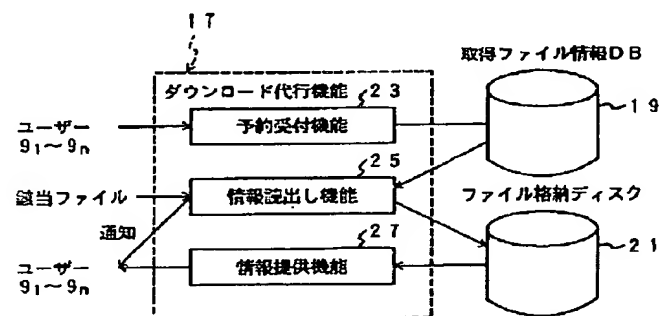 17
取得ファイル情報DB
ダウンロード代行機能
23
ユーザー
9₁~9ₙ
予約受付機能
19
25
該当ファイル
情報読出し機能
ファイル格納ディスク
通知
27
ユーザー
9₁~9ₙ
情報提供機能
21